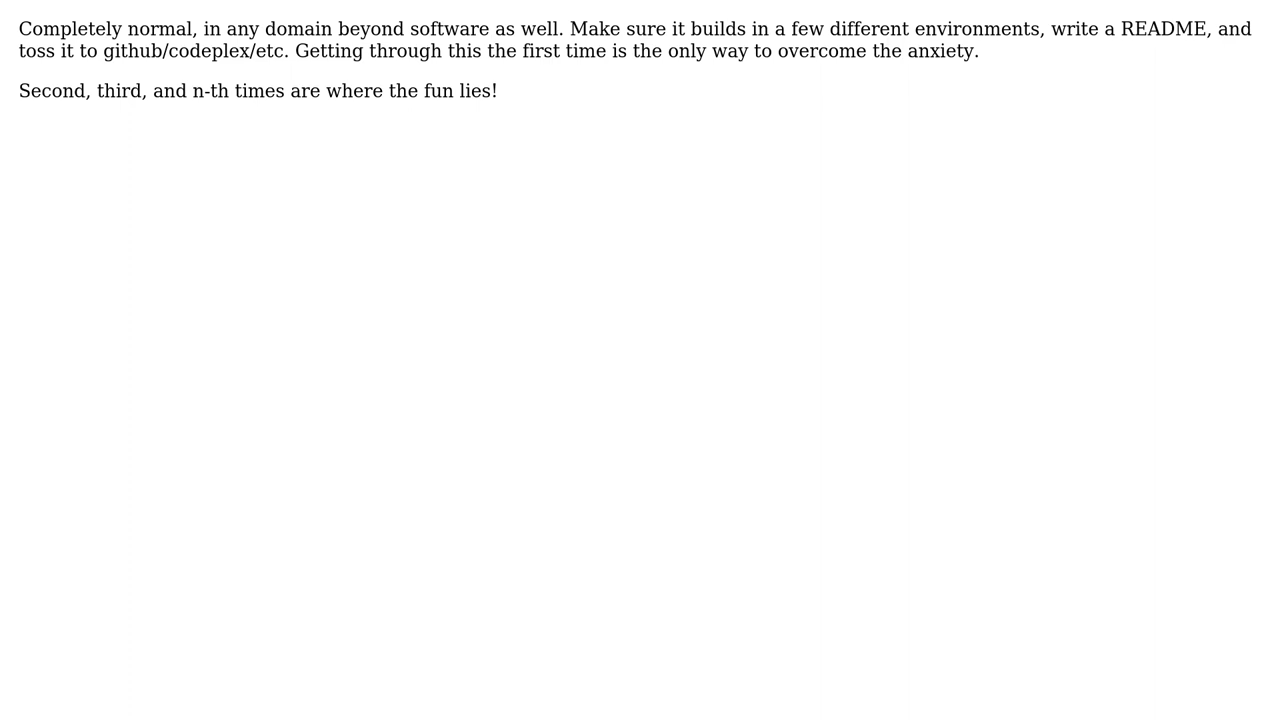 Completely normal, in any domain beyond software as well. Make sure it builds in a few different environments, write a README, and
toss it to github/codeplex/etc. Getting through this the first time is the only way to overcome the anxiety.
Second, third, and n-th times are where the fun lies!